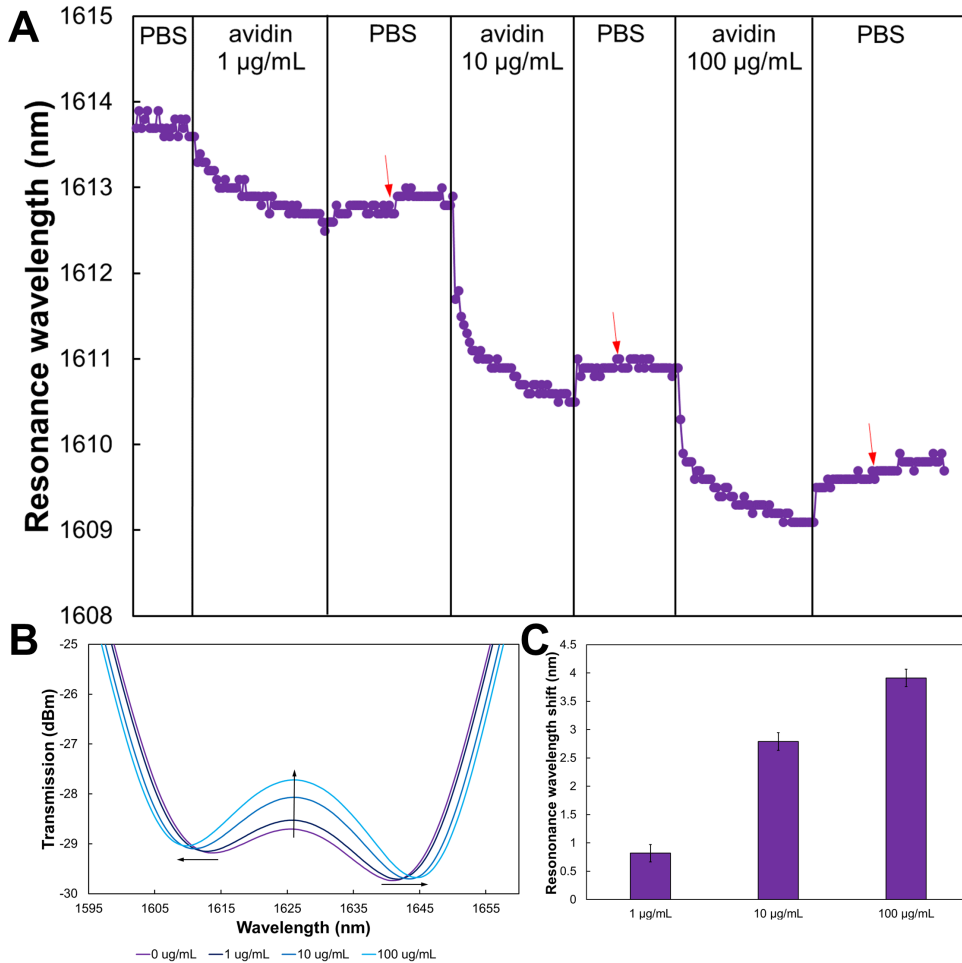 A
PBS
avidin
1 µg/mL
PBS
avidin
10 µg/mL
PBS
avidin
100 µg/mL
PBS
Resonance wavelength (nm)
1615
1614
1613
1612
1611
1610
1609
1608
B
Transmission (dBm)
-25
-26
-27
-28
-29
-30
1595 1605 1615 1625 1635 1645 1655
Wavelength (nm)
0 ug/mL 1 ug/mL 10 ug/mL 100 ug/mL
C
Resononance wavelength shift (nm)
4.5
4
3.5
3
2.5
2
1.5
1
0.5
0
1 µg/mL 10 µg/mL 100 µg/mL